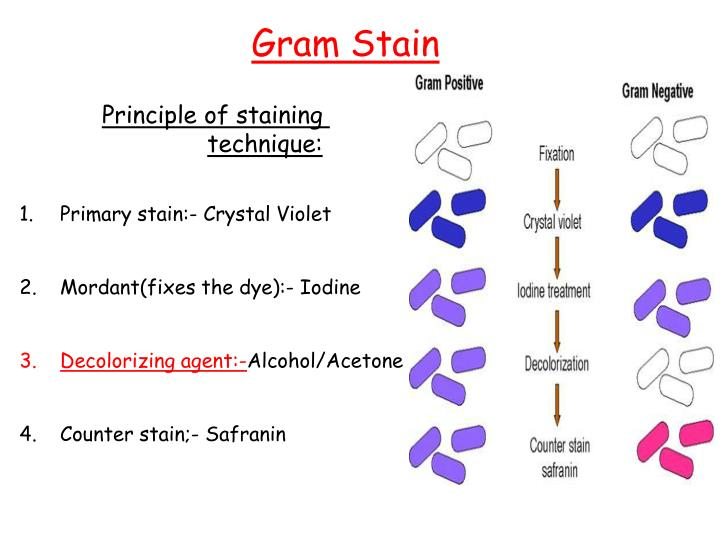 Gram Stain
Principle of staining
technique:
1. Primary stain:- Crystal Violet
2. Mordant(fixes the dye):- Iodine
3. Decolorizing agent:-Alcohol/Acetone
4. Counter stain;- Safranin
Gram Positive
Gram Negative
Fixation
Crystal violet
Iodine treatment
Decolorization
Counter stain
safranin